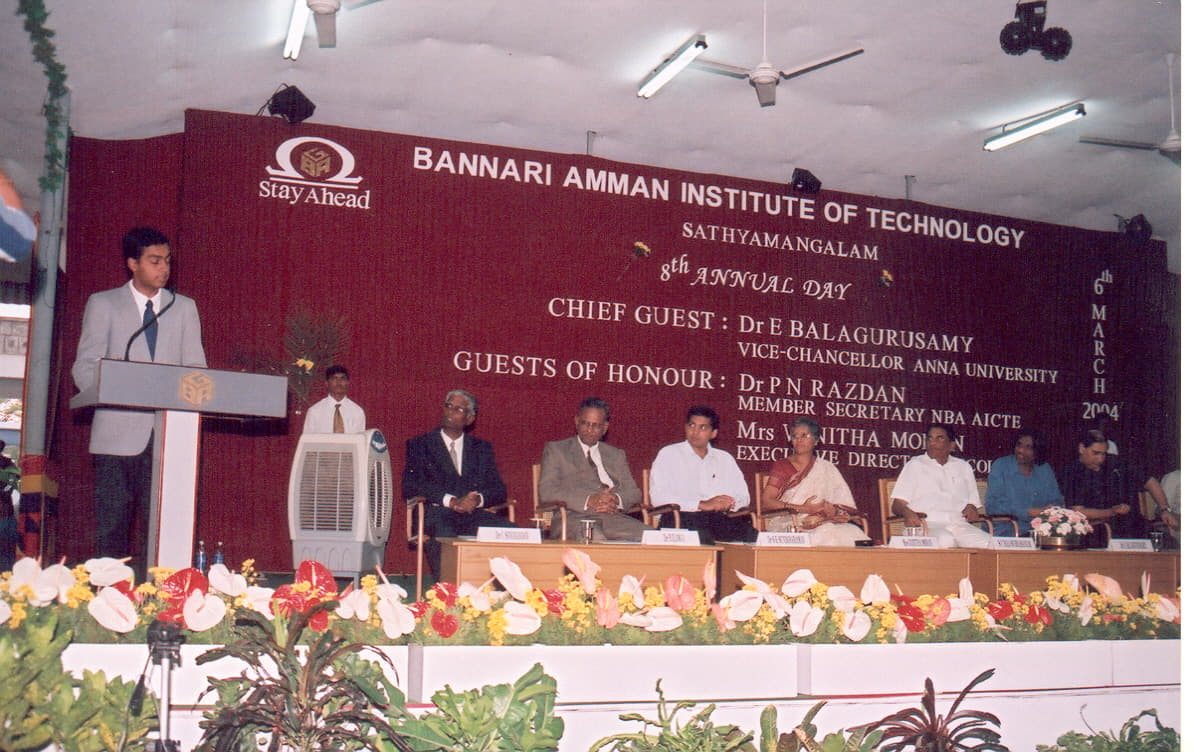 BA
Stay Ahead
BANNARI AMMAN INSTITUTE OF TECHNOLOGY
SATHYAMANGALAM
8th ANNUAL DAY
CHIEF GUEST : Dr E BALAGURUSAMY
VICE-CHANCELLOR ANNA UNIVERSITY
GUESTS OF HONOUR : Dr P N RAZDAN
MEMBER SECRETARY NBA AICTE
Mrs
EXECUTIVE
6th MARCH 2004